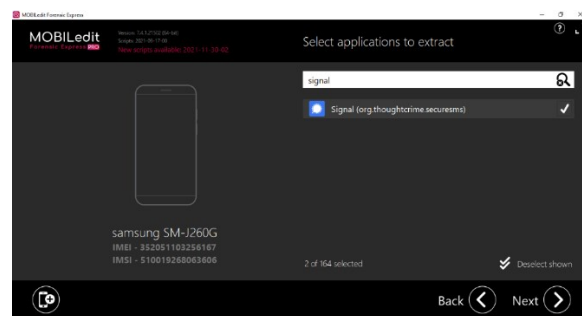 MOBILedit Forensic Express
MOBILedit
Forensic Express PRO
New scripts available: 2021-11-30-02
Select applications to extract
signal
Signal (org.thoughtcrime.securesms)
samsung SM-J260G
IMEI - 352051103256167
IMSI - 510019268063606
2 of 164 selected
Deselect shown
Back
Next